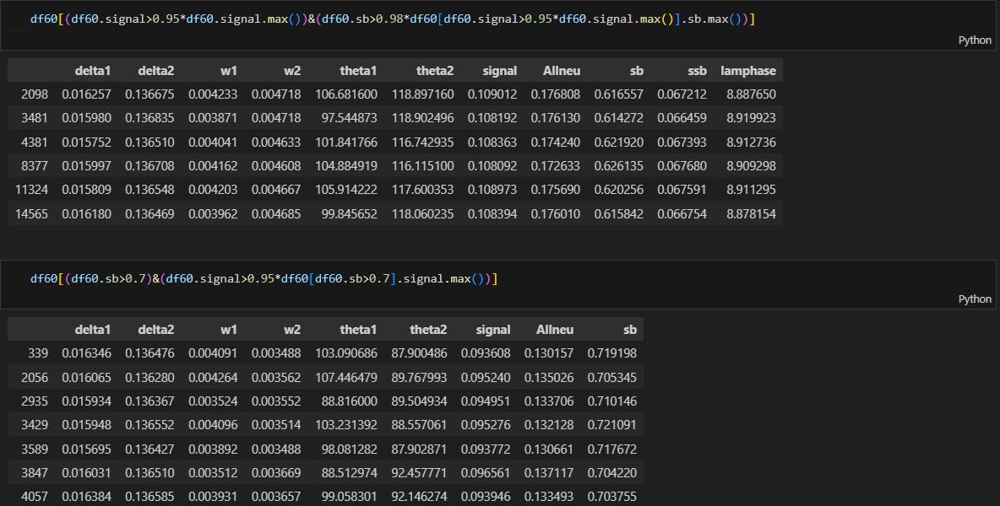 df60[(df60.signal>0.95*df60.signal.max())&(df60.sb>0.98*df60[df60.signal>0.95*df60.signal.max()].sb.max())]
Python
delta1 delta2 w1 w2 theta1 theta2 signal Allneu sb ssb lamphase
2098 0.016257 0.136675 0.004233 0.004718 106.681600 118.897160 0.109012 0.176808 0.616557 0.067212 8.887650
3481 0.015980 0.136835 0.003871 0.004718 97.544873 118.902496 0.108192 0.176130 0.614272 0.066459 8.919923
4381 0.015752 0.136510 0.004041 0.004633 101.841766 116.742935 0.108363 0.174240 0.621920 0.067393 8.912736
8377 0.015997 0.136708 0.004162 0.004608 104.884919 116.115100 0.108092 0.172633 0.626135 0.067680 8.909298
11324 0.015809 0.136548 0.004203 0.004667 105.914222 117.600353 0.108973 0.175690 0.620256 0.067591 8.911295
14565 0.016180 0.136469 0.003962 0.004685 99.845652 118.060235 0.108394 0.176010 0.615842 0.066754 8.878154
df60[(df60.sb>0.7)&(df60.signal>0.95*df60[df60.sb>0.7].signal.max())]
Python
delta1 delta2 w1 w2 theta1 theta2 signal Allneu sb
339 0.016346 0.136476 0.004091 0.003488 103.090686 87.900486 0.093608 0.130157 0.719198
2056 0.016065 0.136280 0.004264 0.003562 107.446479 89.767993 0.095240 0.135026 0.705345
2935 0.015934 0.136367 0.003524 0.003552 88.816000 89.504934 0.094951 0.133706 0.710146
3429 0.015948 0.136552 0.004096 0.003514 103.231392 88.557061 0.095276 0.132128 0.721091
3589 0.015695 0.136427 0.003892 0.003488 98.081282 87.902871 0.093772 0.130661 0.717672
3847 0.016031 0.136510 0.003512 0.003669 88.512974 92.457771 0.096561 0.137117 0.704220
4057 0.016384 0.136585 0.003931 0.003657 99.058301 92.146274 0.093946 0.133493 0.703755